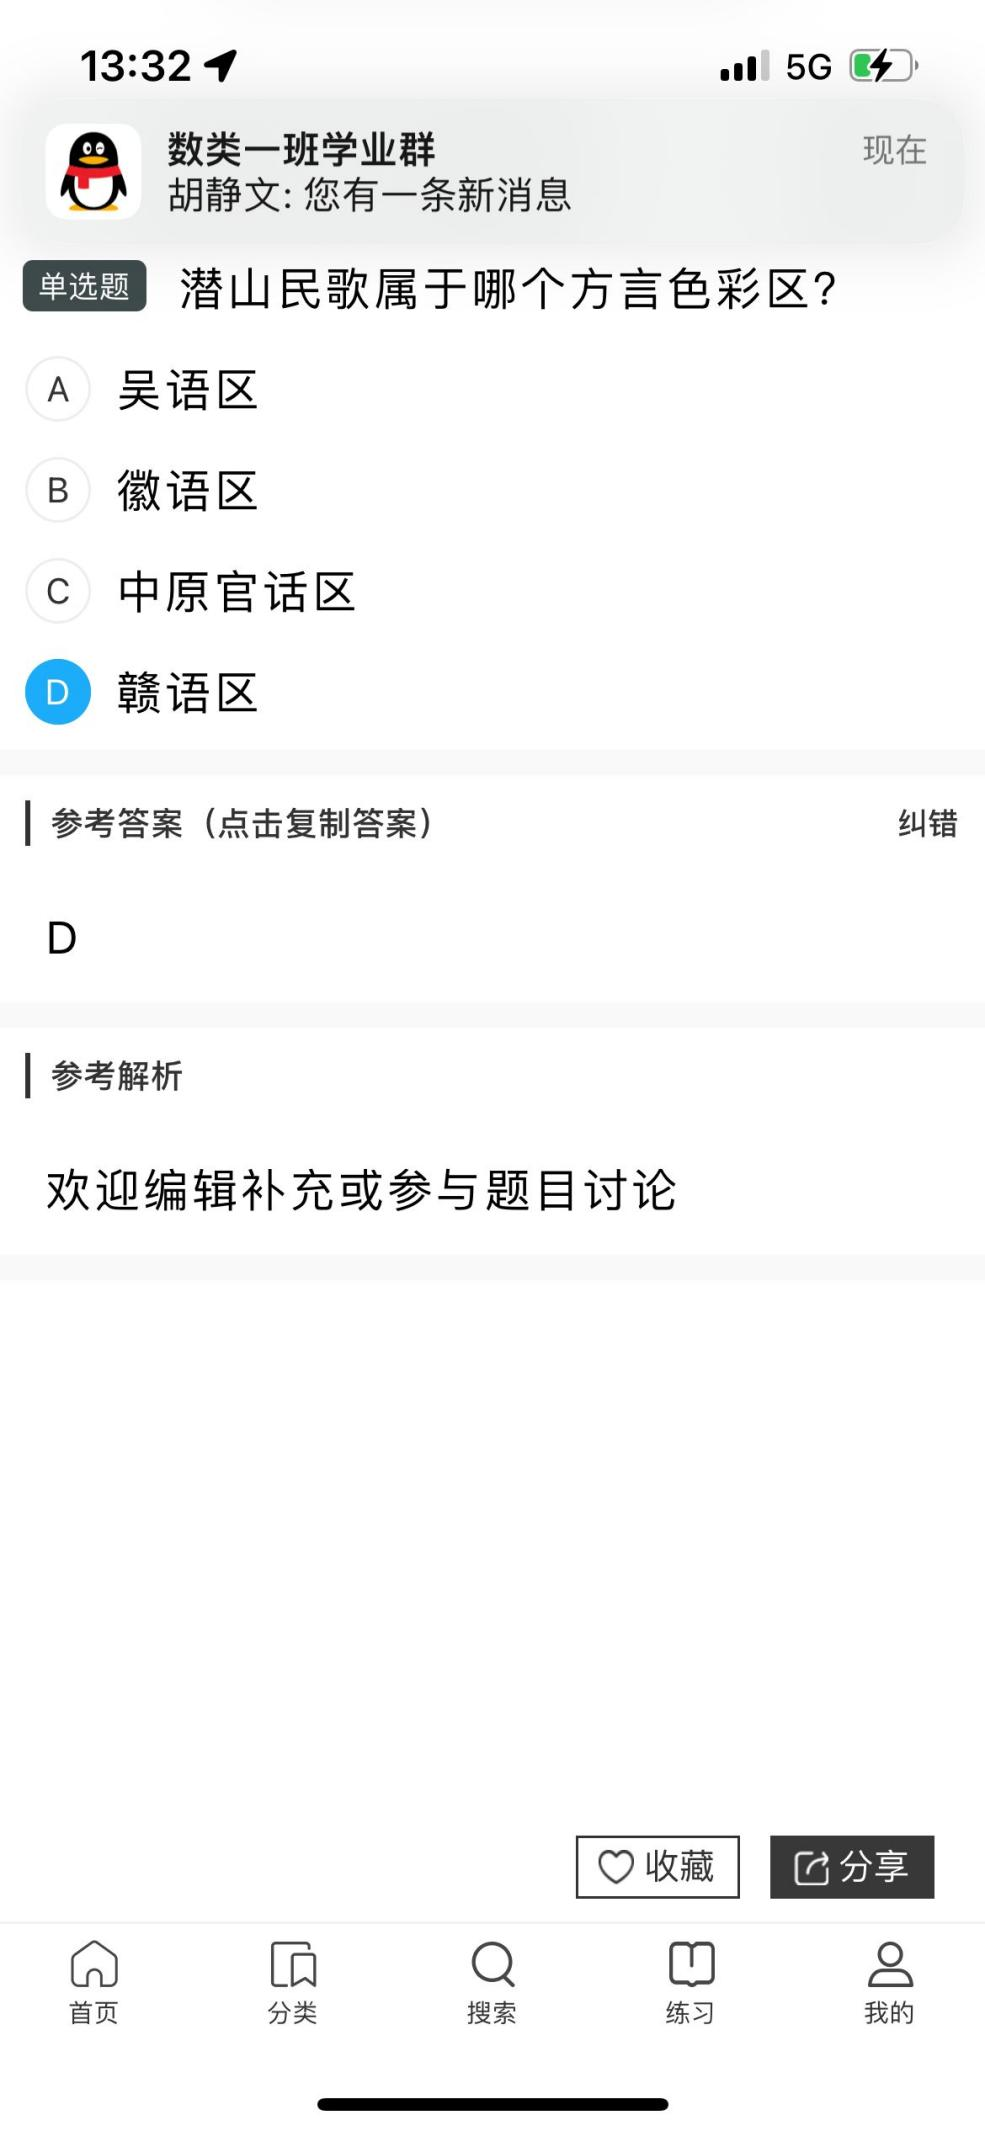 13:32
5G
数类一班学业群
现在
胡静文: 您有一条新消息
单选题 潜山民歌属于哪个方言色彩区?
A 吴语区
B 徽语区
C 中原官话区
D 赣语区
参考答案（点击复制答案）
纠错
D
参考解析
欢迎编辑补充或参与题目讨论
收藏
分享
首页
分类
搜索
练习
我的